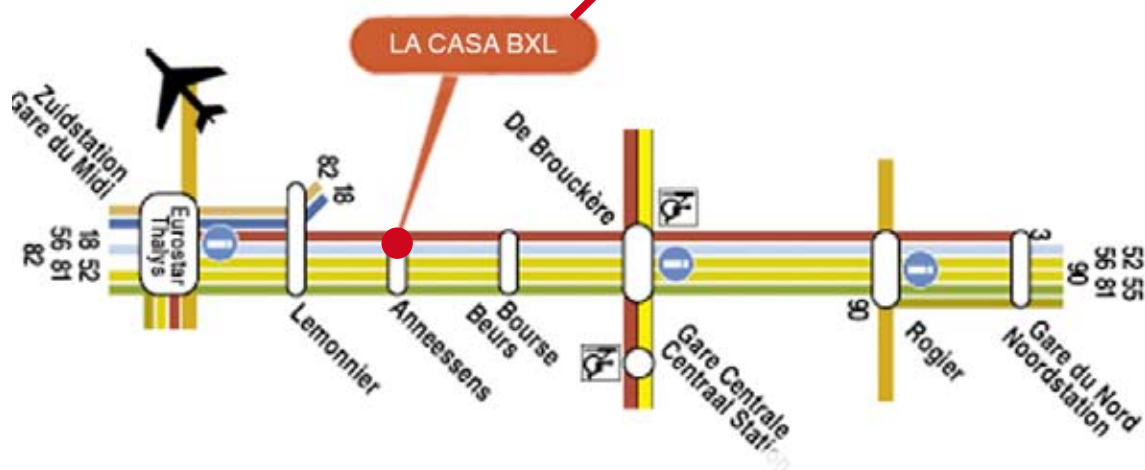 LA CASA BXL
Zuidstation
Gare du Midi
Eurostar
Thalys
18 52
56 81
82
82 18
Lemonnier
Anneessens
Bourse
Beurs
De Brouckère
Gare Centrale
Centraal Station
90
Rogier
3
Gare du Nord
Noordstation
52 55
56 81
90